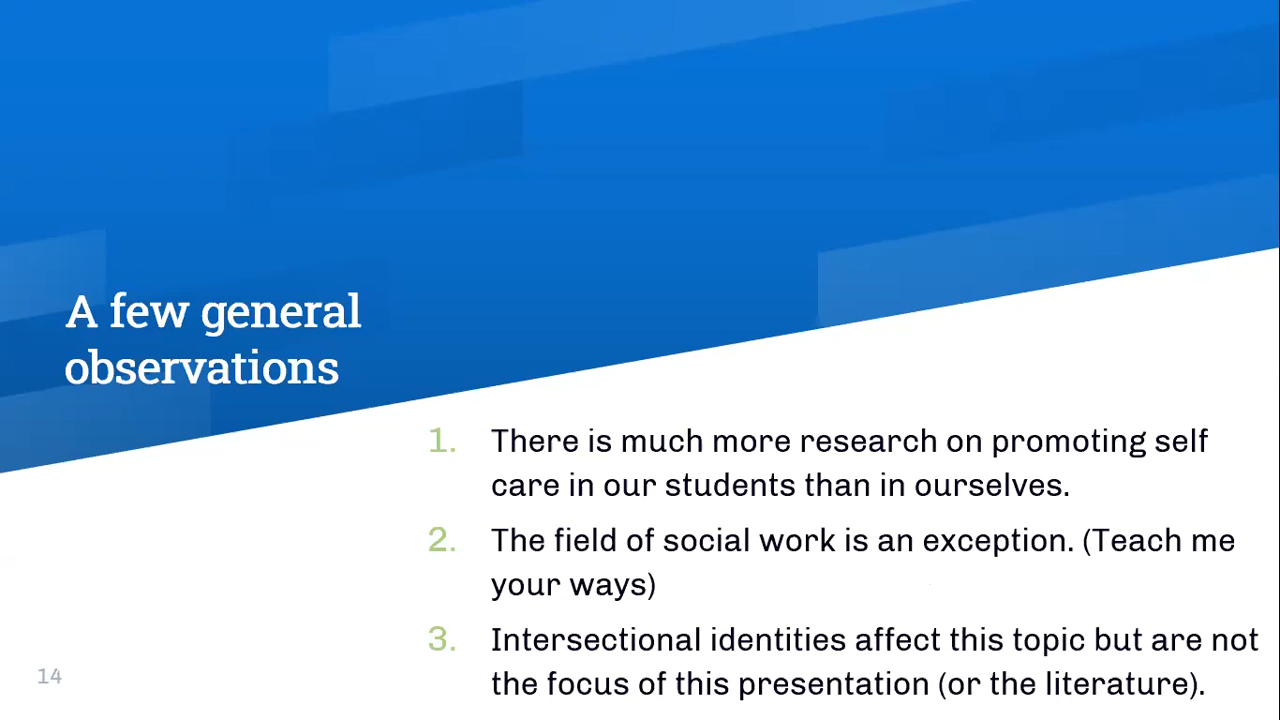 A few general
observations
1. There is much more research on promoting self
care in our students than in ourselves.
2. The field of social work is an exception. (Teach me
your ways)
3. Intersectional identities affect this topic but are not
the focus of this presentation (or the literature).
14